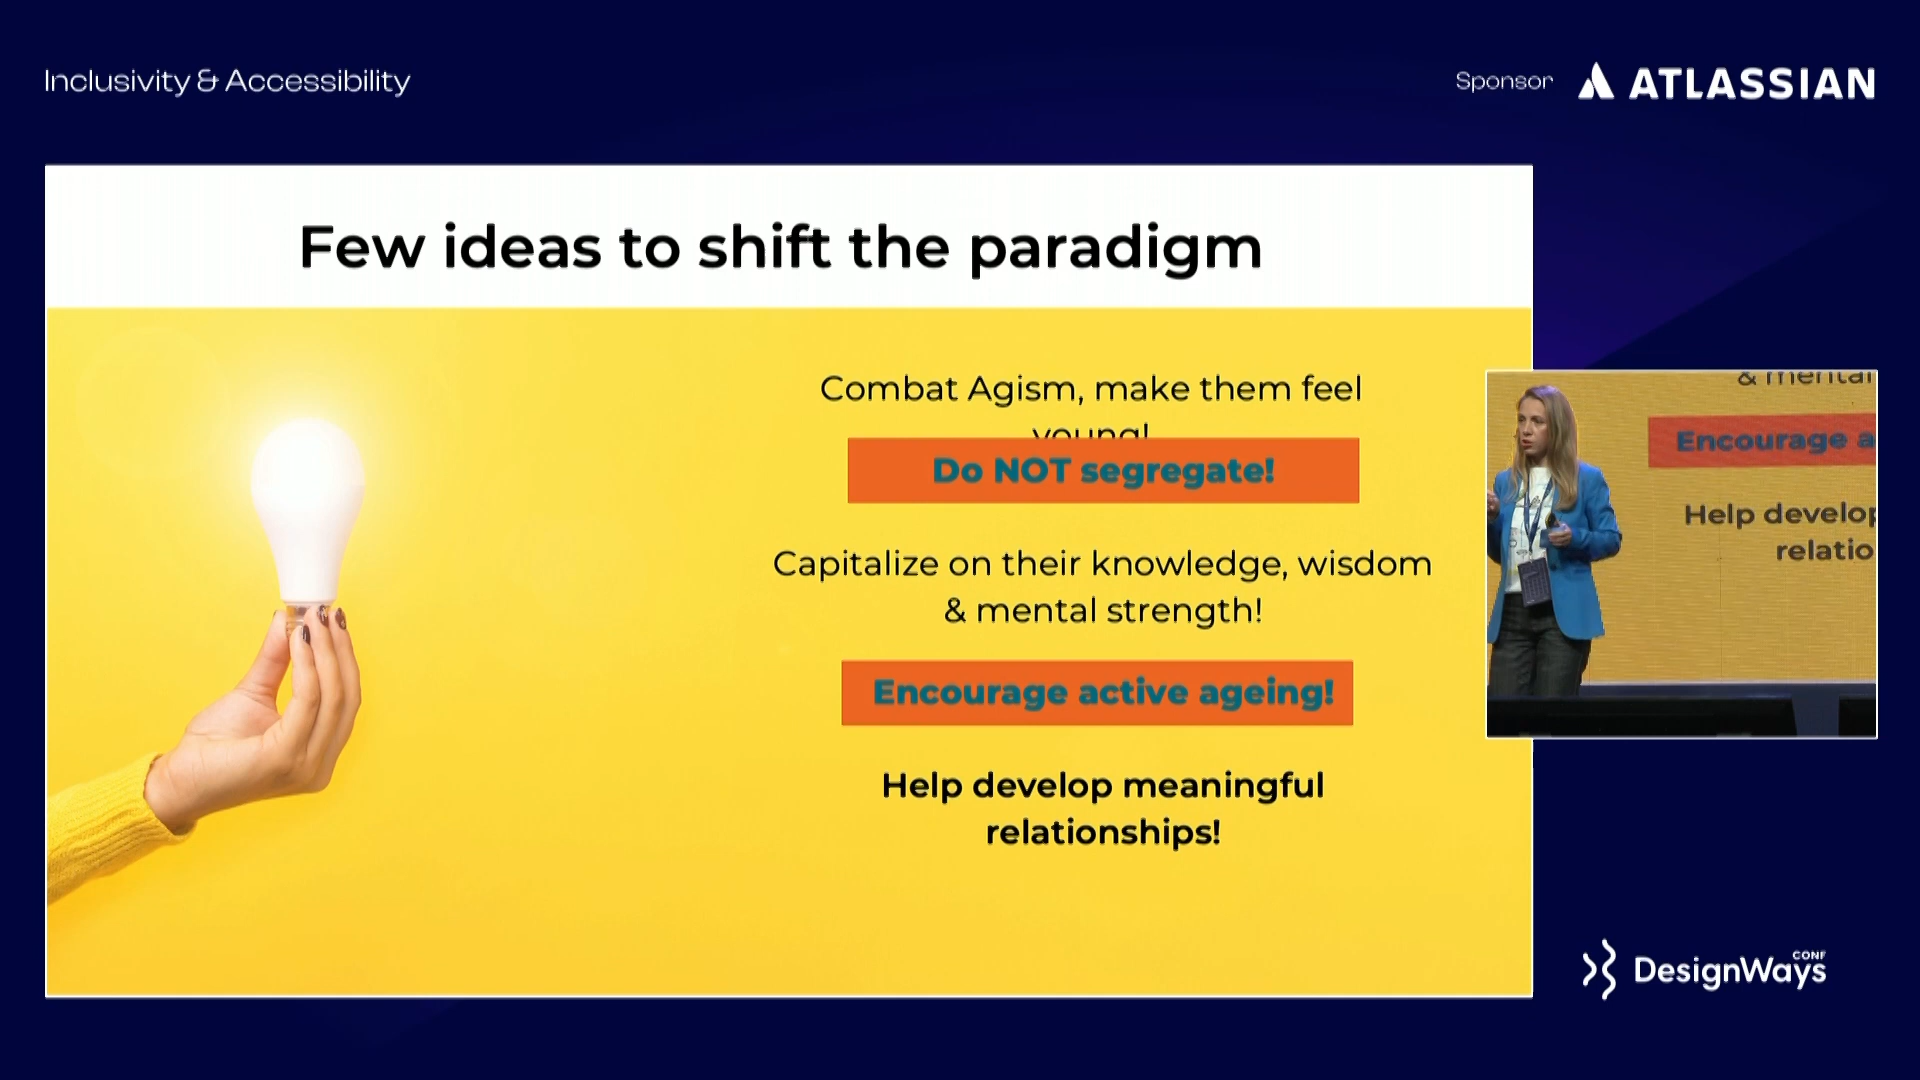 Inclusivity & Accessibility
Sponsor ATLASSIAN
Few ideas to shift the paradigm
Combat Agism, make them feel
young!
Do NOT segregate!
Capitalize on their knowledge, wisdom
& mental strength!
Encourage active ageing!
Help develop meaningful
relationships!
& mental
Encourage a
Help develop
relatio
DesignWays CONF